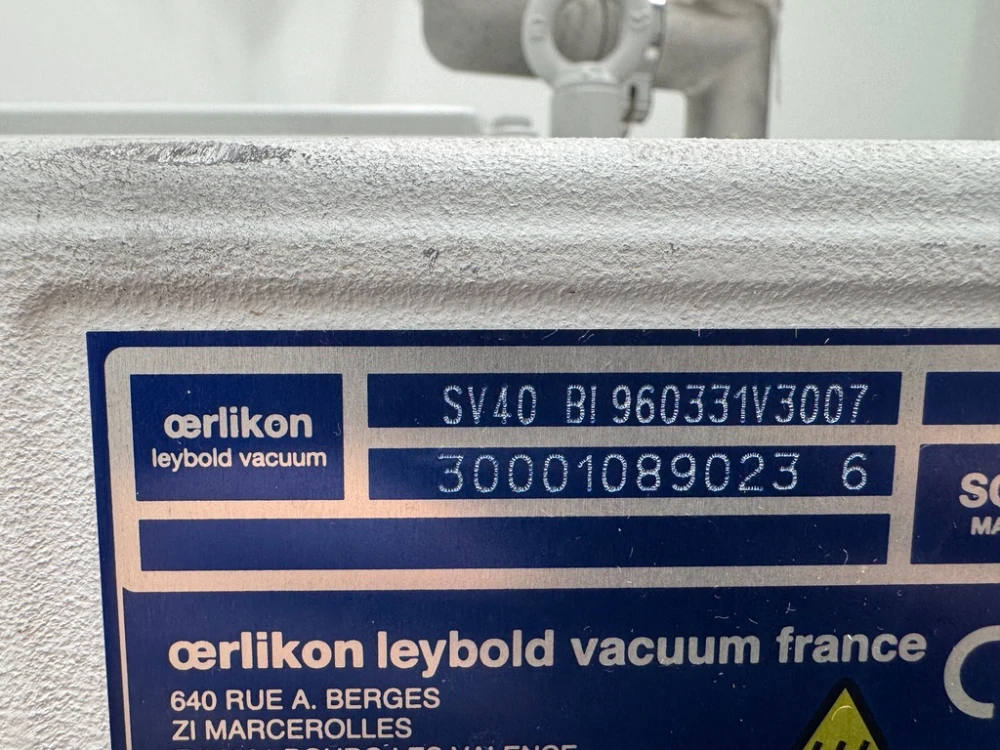 œrlikon
leybold vacuum
SV40 BI 960331V3007
30001089023 6
œrlikon leybold vacuum france
640 RUE A. BERGES
ZI MARCEROLLES